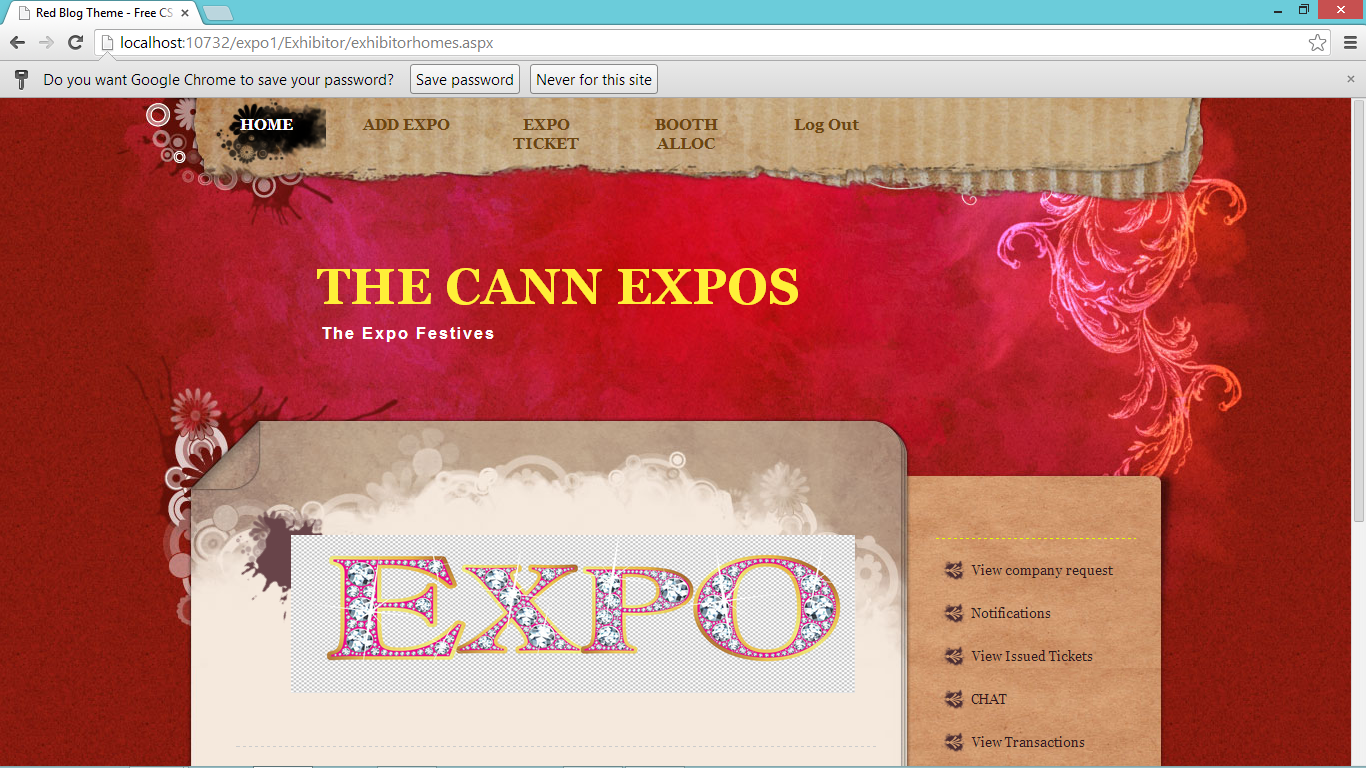 Red Blog Theme - Free CS
localhost:10732/expo1/Exhibitor/exhibitorhomes.aspx
Do you want Google Chrome to save your password? Save password Never for this site
HOME ADD EXPO EXPO TICKET BOOTH ALLOC Log Out
THE CANN EXPOS
The Expo Festives
EXPO
View company request
Notifications
View Issued Tickets
CHAT
View Transactions